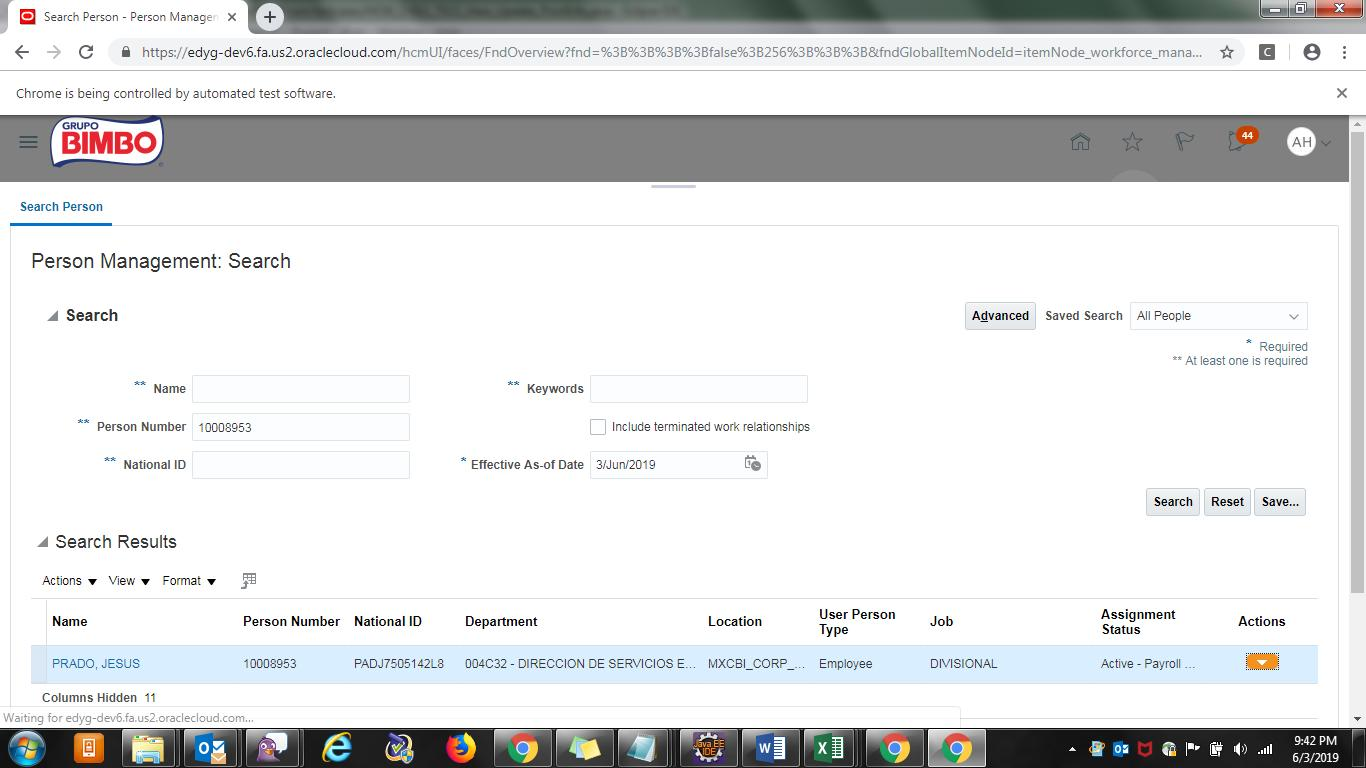 Search Person - Person Managen
https://edyg-dev6.fa.us2.oraclecloud.com/hcmUI/faces/FndOverview?fnd=%3B%3B%3B%3Bfalse%3B256%3B%3B%3B&fndGlobalItemNodeId=itemNode_workforce_mana...
C
Chrome is being controlled by automated test software.
GRUPO
BIMBO
44
AH
Search Person
Person Management: Search
Search
Advanced
Saved Search
All People
* Required
** At least one is required
** Name
** Keywords
** Person Number 10008953
Include terminated work relationships
** National ID
* Effective As-of Date 3/Jun/2019
Search Reset Save...
Search Results
Actions View Format
Name Person Number National ID Department Location User Person Type Job Assignment Status Actions
PRADO, JESUS 10008953 PADJ7505142L8 004C32 - DIRECCION DE SERVICIOS E... MXCBI_CORP_... Employee DIVISIONAL Active - Payroll ...
Columns Hidden 11
Waiting for edyg-dev6.fa.us2.oraclecloud.com...
Java EE
IDE
9:42 PM
6/3/2019